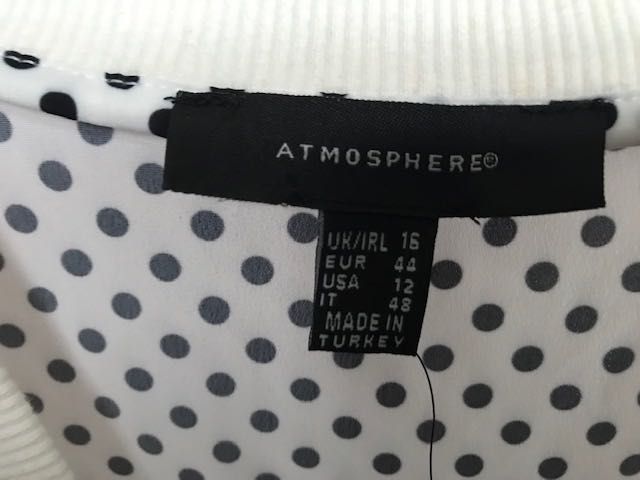 ATMOSPHERE®
UK/IRL 16
EUR 44
USA 12
IT 48
MADE IN
TURKEY